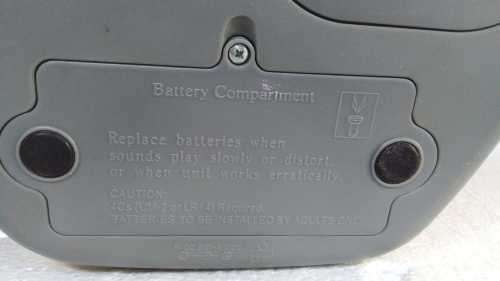 Battery Compartment
Replace batteries when
sounds play slowly or distort,
or when unit works erratically.
CAUTION:
Required.
BATTERIES TO BE INSTALLED BY ADULTS ONLY